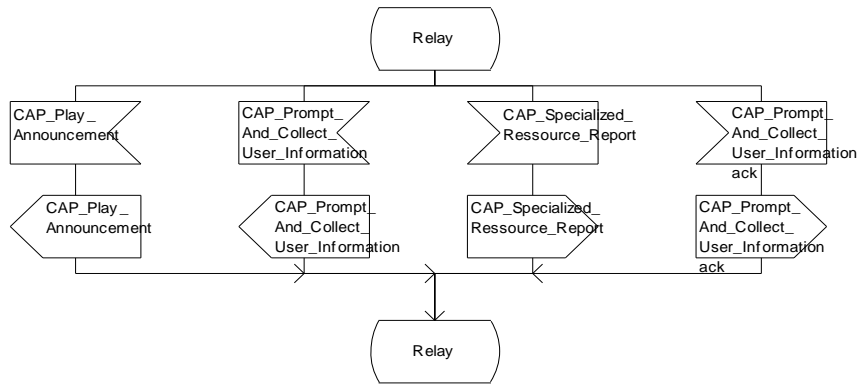 Relay
CAP_Play_
Announcement
CAP_Prompt_
And_Collect_
User_Information
CAP_Specialized_
Ressource_Report
CAP_Prompt_
And_Collect_
User_Information
ack
CAP_Play_
Announcement
CAP_Prompt_
And_Collect_
User_Information
CAP_Specialized_
Ressource_Report
CAP_Prompt_
And_Collect_
User_Information
ack
Relay